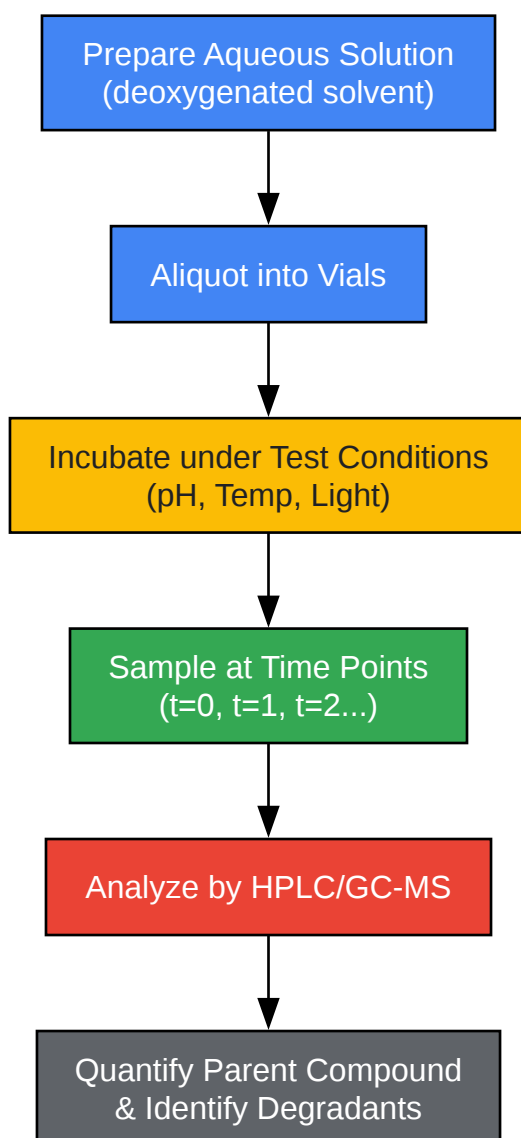 Prepare Aqueous Solution
(deoxygenated solvent)
Aliquot into Vials
Incubate under Test Conditions
(pH, Temp, Light)
Sample at Time Points
(t=0, t=1, t=2...)
Analyze by HPLC/GC-MS
Quantify Parent Compound
& Identify Degradants